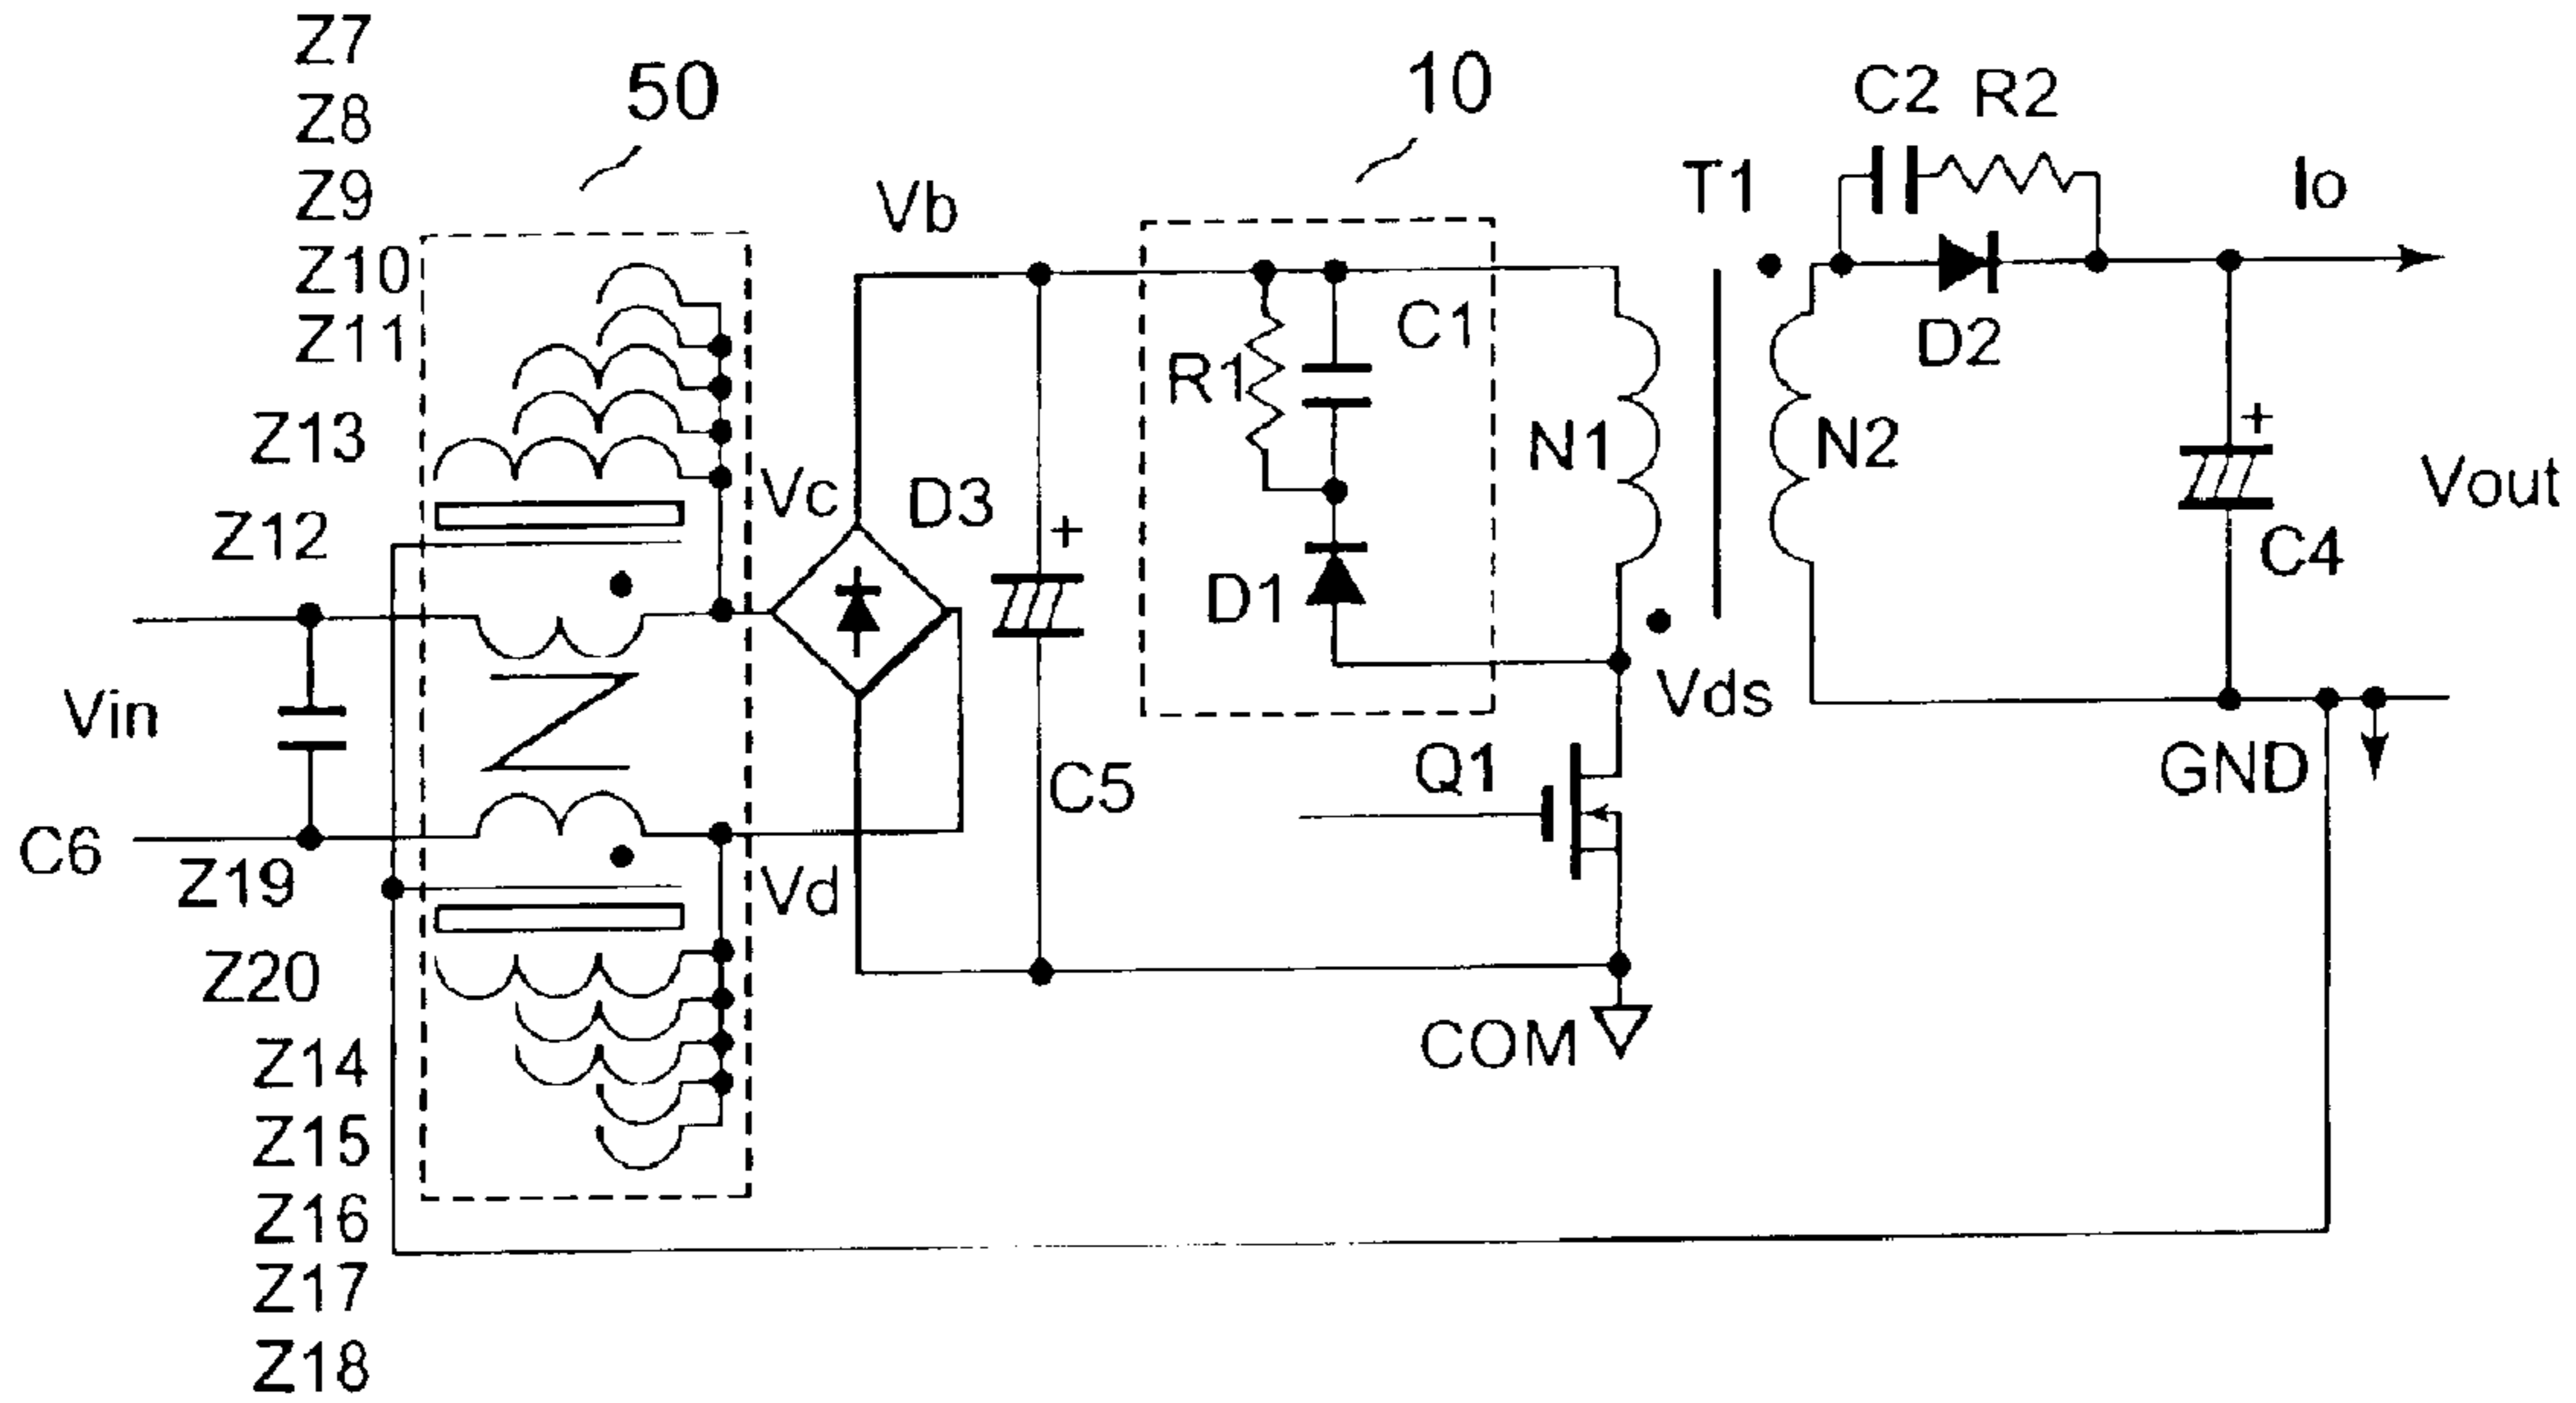 Z7
50
10
C2 R2
Z8
T1
Io
Z9
Vb
Z10
Z11
C1
R1
D2
Z13
N1
N2
+
Vc
D3
Vout
Z12
+
C4
D1
Vin
Vds
Q1
GND
C5
C6
Z19
Vd
Z20
COM
Z14
Z15
Z16
Z17
Z18